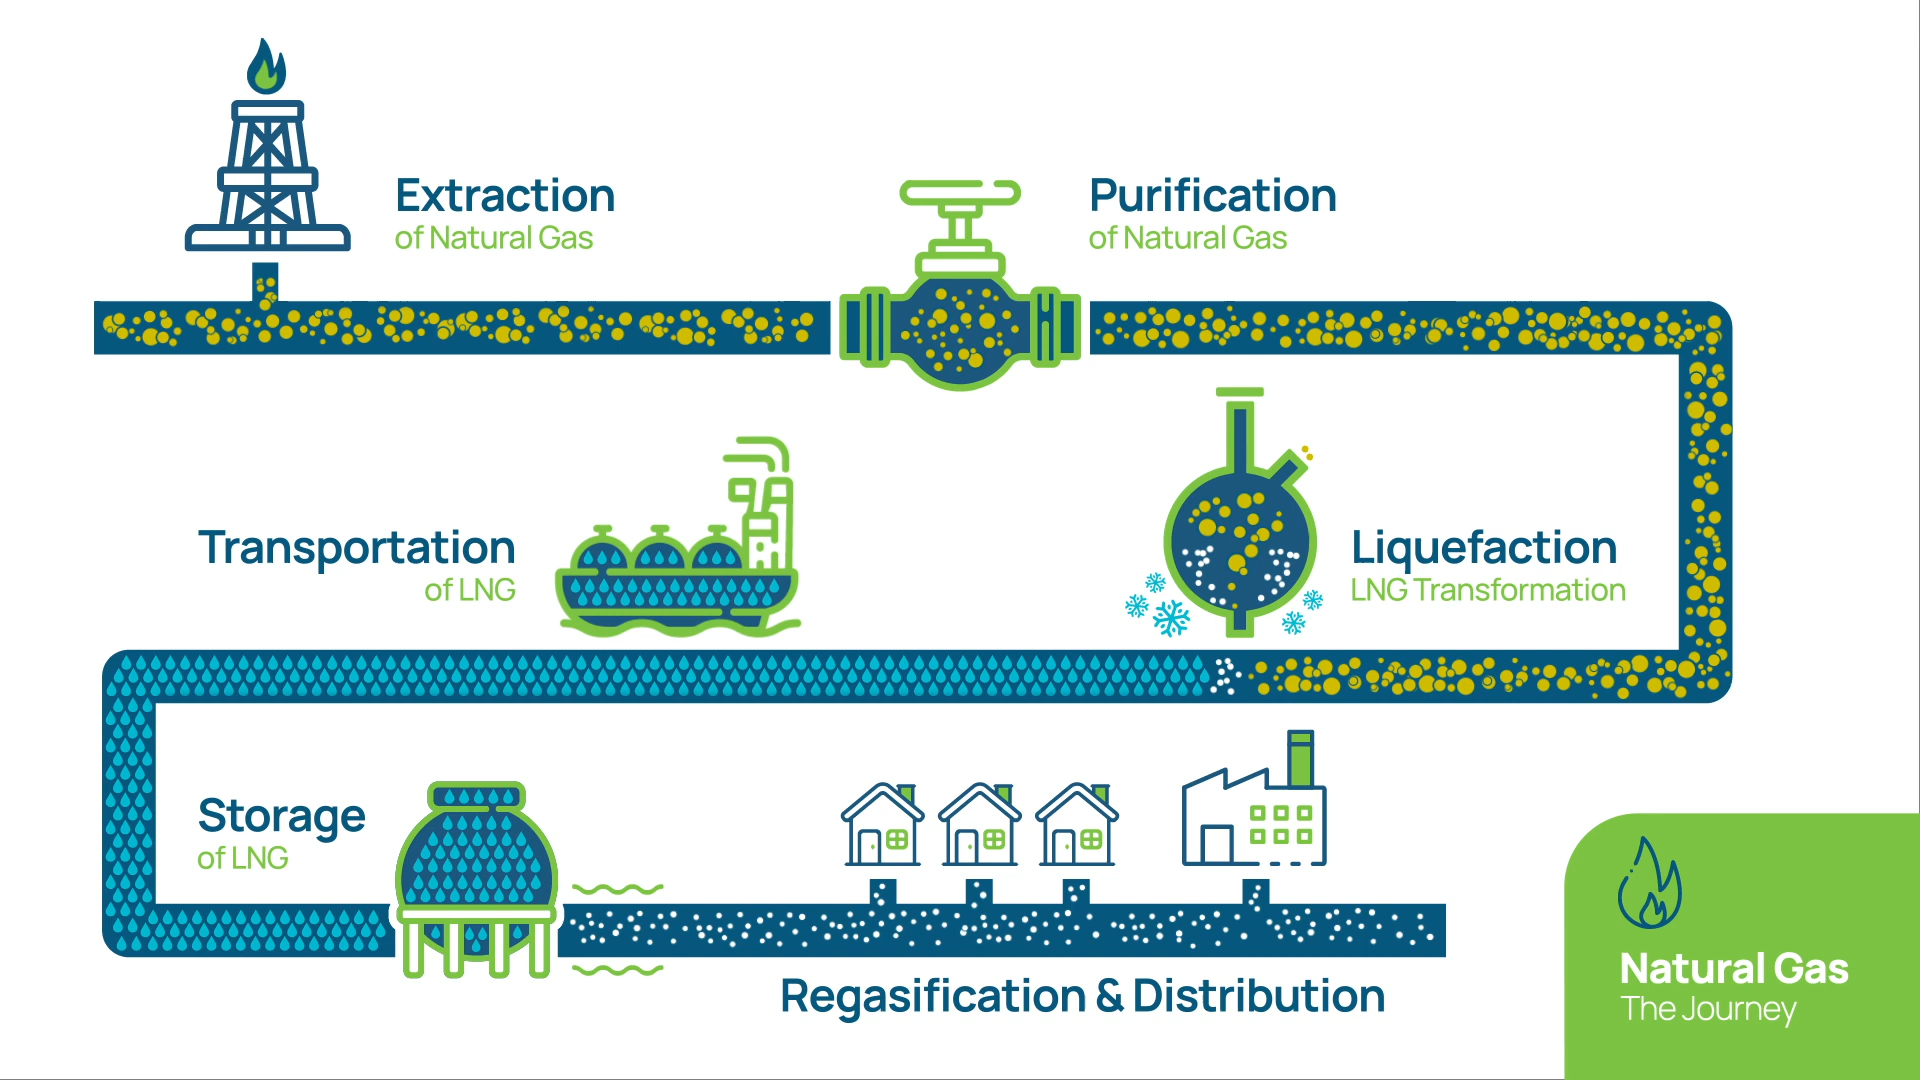 Extraction
of Natural Gas
Purification
of Natural Gas
Liquefaction
LNG Transformation
Transportation
of LNG
Storage
of LNG
Regasification & Distribution
Natural Gas
The Journey